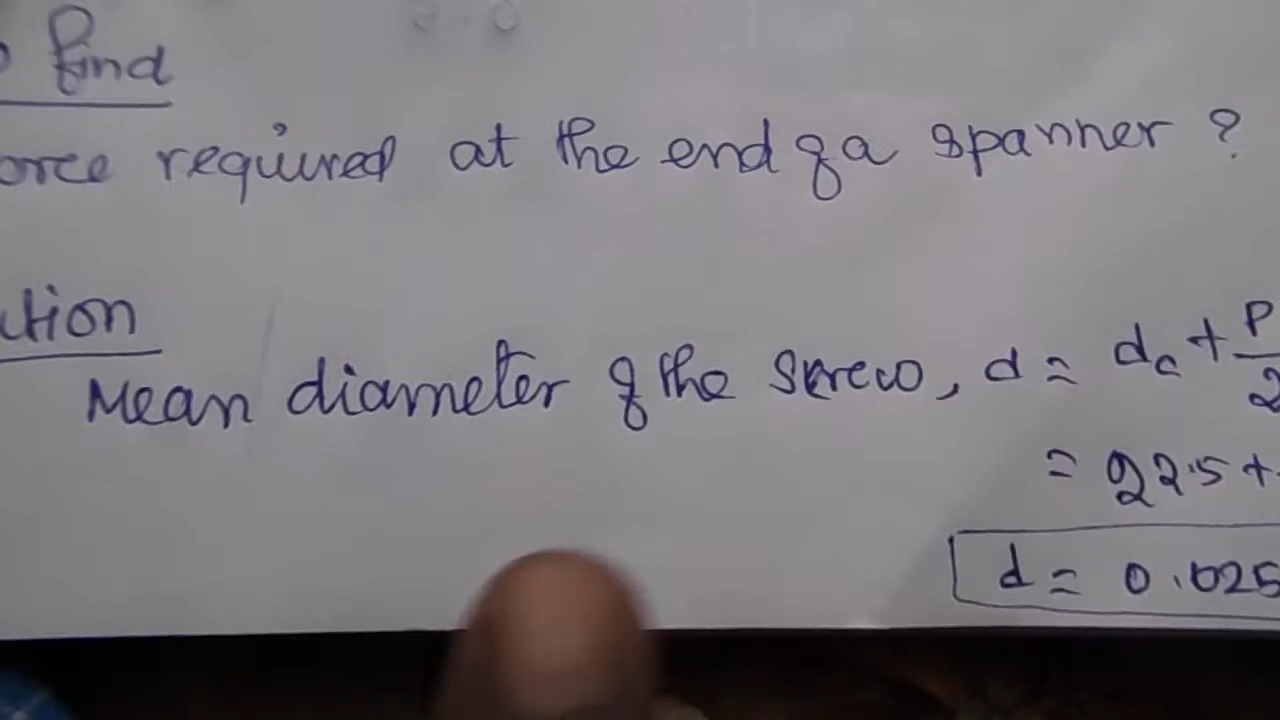 find
orce required at the end of a spanner ?
ution
Mean diameter of the screw, d = dc + P/2
= 22.5 +
d = 0.025